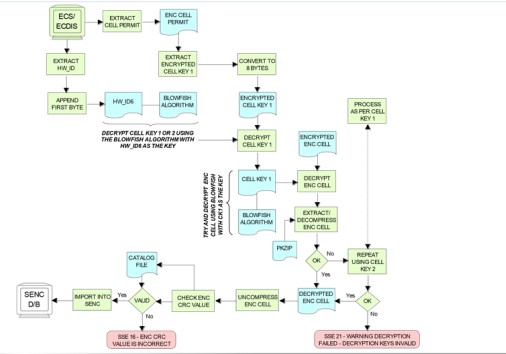 ECS/
ECDIS
EXTRACT
CELL PERMIT
ENC CELL
PERMIT
EXTRACT
HW_ID
EXTRACT
ENCRYPTED
CELL KEY 1
CONVERT TO
8 BYTES
APPEND
FIRST BYTE
HW_ID6
BLOWFISH
ALGORITHM
ENCRYPTED
CELL KEY 1
PROCESS
AS PER CELL
KEY 1
DECRYPT CELL KEY 1 OR 2 USING
THE BLOWFISH ALGORITHM WITH
HW_ID6 AS THE KEY
DECRYPT
CELL KEY 1
ENCRYPTED
ENC CELL
TRY AND DECRYPT ENC
CELL USING BLOWFISH
WITH CK1 AS THE KEY
CELL KEY 1
DECRYPT
ENC CELL
BLOWFISH
ALGORITHM
EXTRACT/
DECOMPRESS
ENC CELL
PKZIP
OK
No
Yes
REPEAT
USING CELL
KEY 2
CATALOG
FILE
SENC
D/B
IMPORT INTO
SENC
Yes
VALID
No
CHECK ENC
CRC VALUE
UNCOMPRESS
ENC CELL
DECRYPTED
ENC CELL
Yes
OK
No
SSE 16 - ENC CRC
VALUE IS INCORRECT
SSE 21 - WARNING DECRYPTION
FAILED - DECRYPTION KEYS INVALID